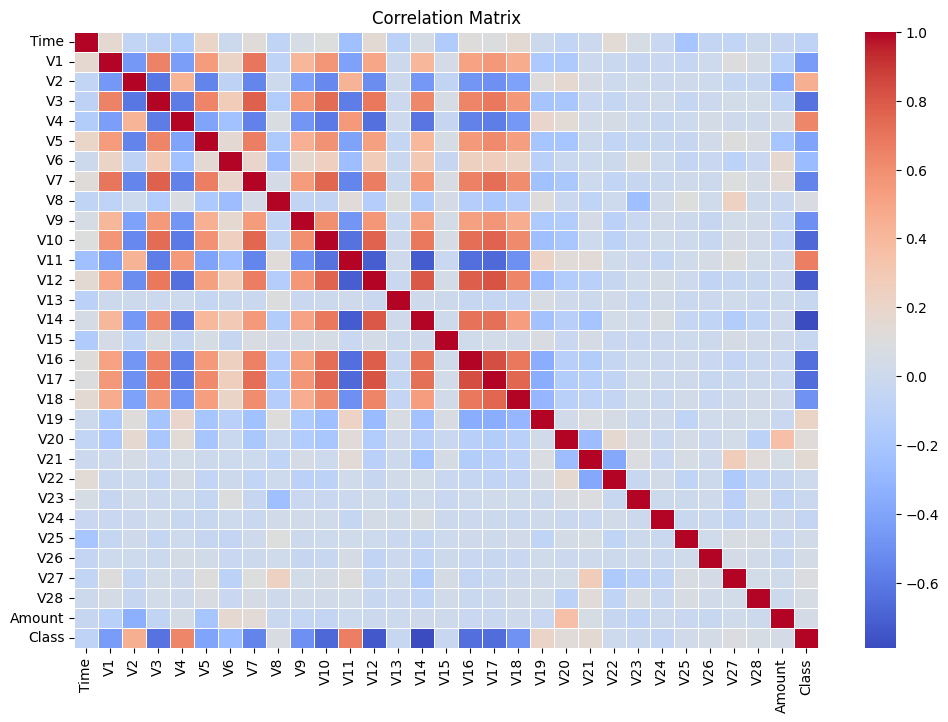 Correlation Matrix
Time
V1
V2
V3
V4
V5
V6
V7
V8
V9
V10
V11
V12
V13
V14
V15
V16
V17
V18
V19
V20
V21
V22
V23
V24
V25
V26
V27
V28
Amount
Class
Time V1 V2 V3 V4 V5 V6 V7 V8 V9 V10 V11 V12 V13 V14 V15 V16 V17 V18 V19 V20 V21 V22 V23 V24 V25 V26 V27 V28 Amount Class
1.0
0.8
0.6
0.4
0.2
0.0
−0.2
−0.4
−0.6